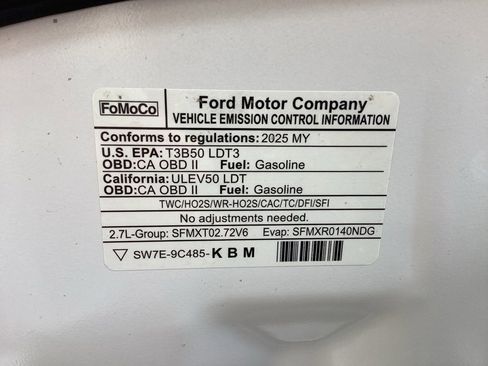 FoMoCo
Ford Motor Company
VEHICLE EMISSION CONTROL INFORMATION
Conforms to regulations: 2025 MY
U.S. EPA: T3B50 LDT3
OBD: CA OBD II Fuel: Gasoline
California: ULEV50 LDT
OBD: CA OBD II Fuel: Gasoline
TWC/HO2S/WR-HO2S/CAC/TC/DFI/SFI
No adjustments needed.
2.7L-Group: SFMXT02.72V6 Evap: SFMXR0140NDG
SW7E-9C485- K B M